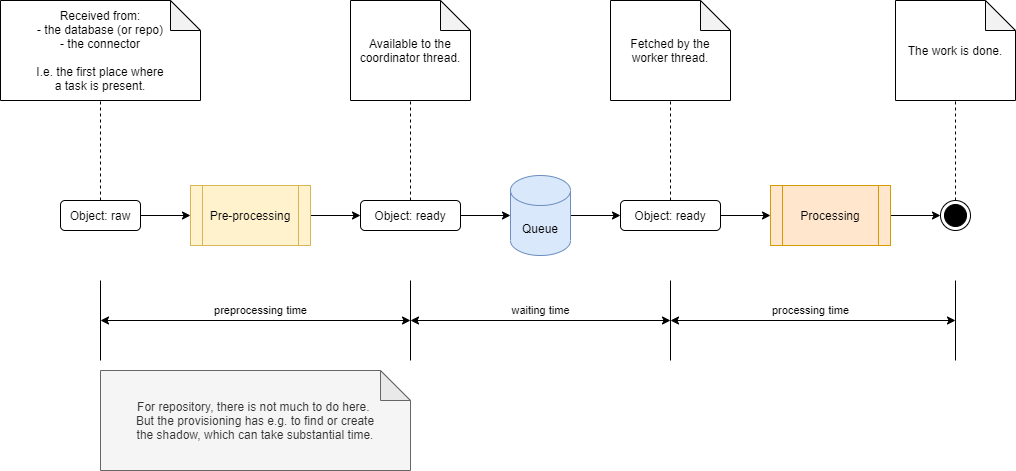 Received from:
- the database (or repo)
- the connector
I.e. the first place where
a task is present.
Available to the
coordinator thread.
Fetched by the
worker thread.
The work is done.
Object: raw
Pre-processing
Object: ready
Queue
Object: ready
Processing
preprocessing time
waiting time
processing time
For repository, there is not much to do here.
But the provisioning has e.g. to find or create
the shadow, which can take substantial time.